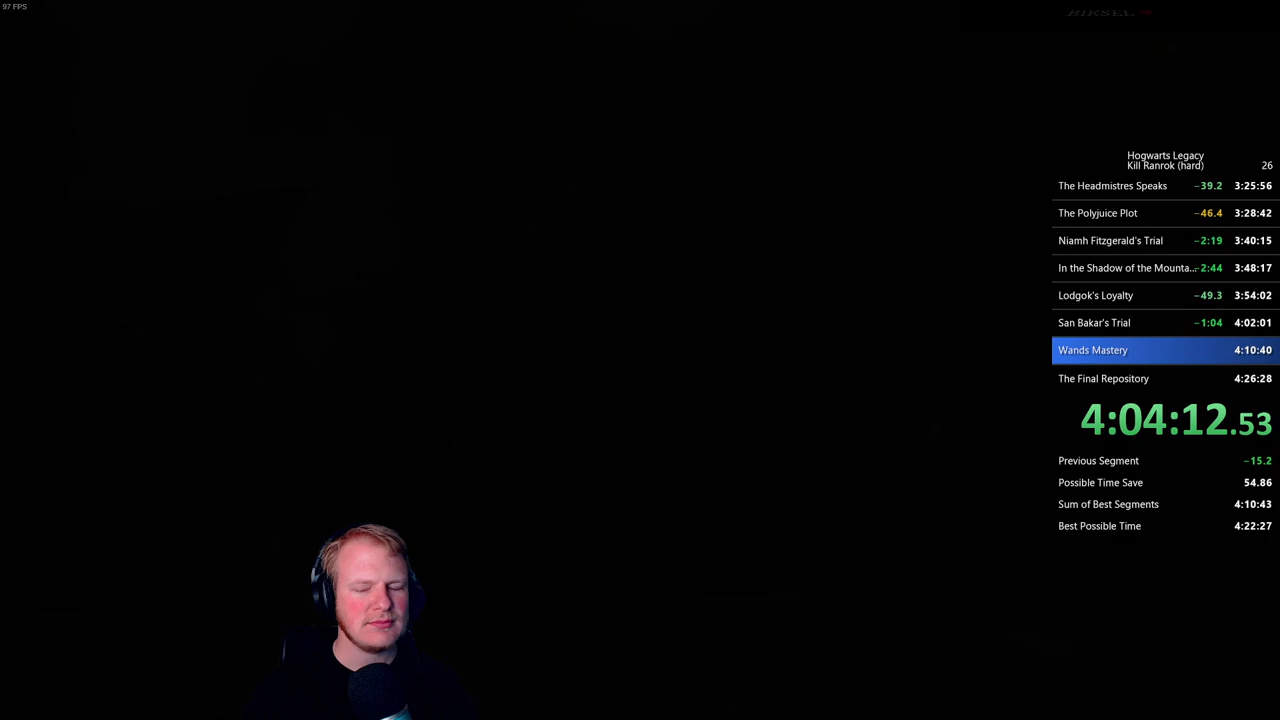 97 FPS
BIRSEL
Hogwarts Legacy
Kill Ranrok (hard) 26
The Headmistres Speaks -39.2 3:25:56
The Polyjuice Plot -46.4 3:28:42
Niamh Fitzgerald's Trial -2:19 3:40:15
In the Shadow of the Mounta... -2:44 3:48:17
Lodgok's Loyalty -49.3 3:54:02
San Bakar's Trial -1:04 4:02:01
Wands Mastery 4:10:40
The Final Repository 4:26:28
4:04:12.53
Previous Segment -15.2
Possible Time Save 54.86
Sum of Best Segments 4:10:43
Best Possible Time 4:22:27